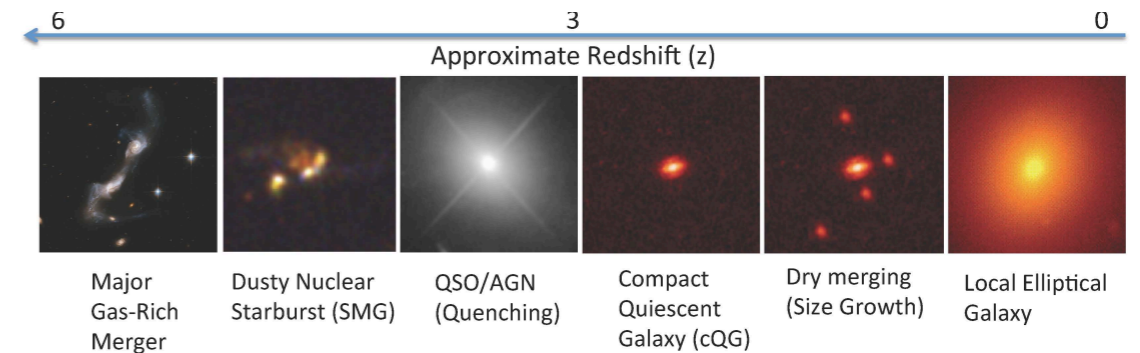 6 3 0
Approximate Redshift (z)
Major
Gas-Rich
Merger
Dusty Nuclear
Starburst (SMG)
QSO/AGN
(Quenching)
Compact
Quiescent
Galaxy (cQG)
Dry merging
(Size Growth)
Local Elliptical
Galaxy